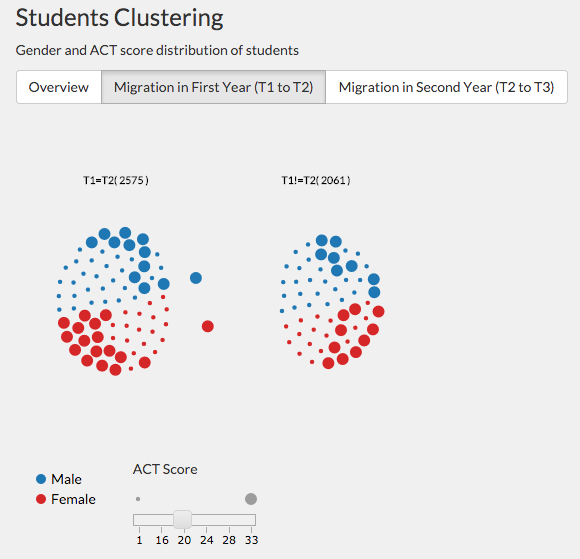 Students Clustering
Gender and ACT score distribution of students
Overview Migration in First Year (T1 to T2) Migration in Second Year (T2 to T3)
T1=T2( 2575 ) T1!=T2( 2061 )
Male
Female
ACT Score
1 16 20 24 28 33